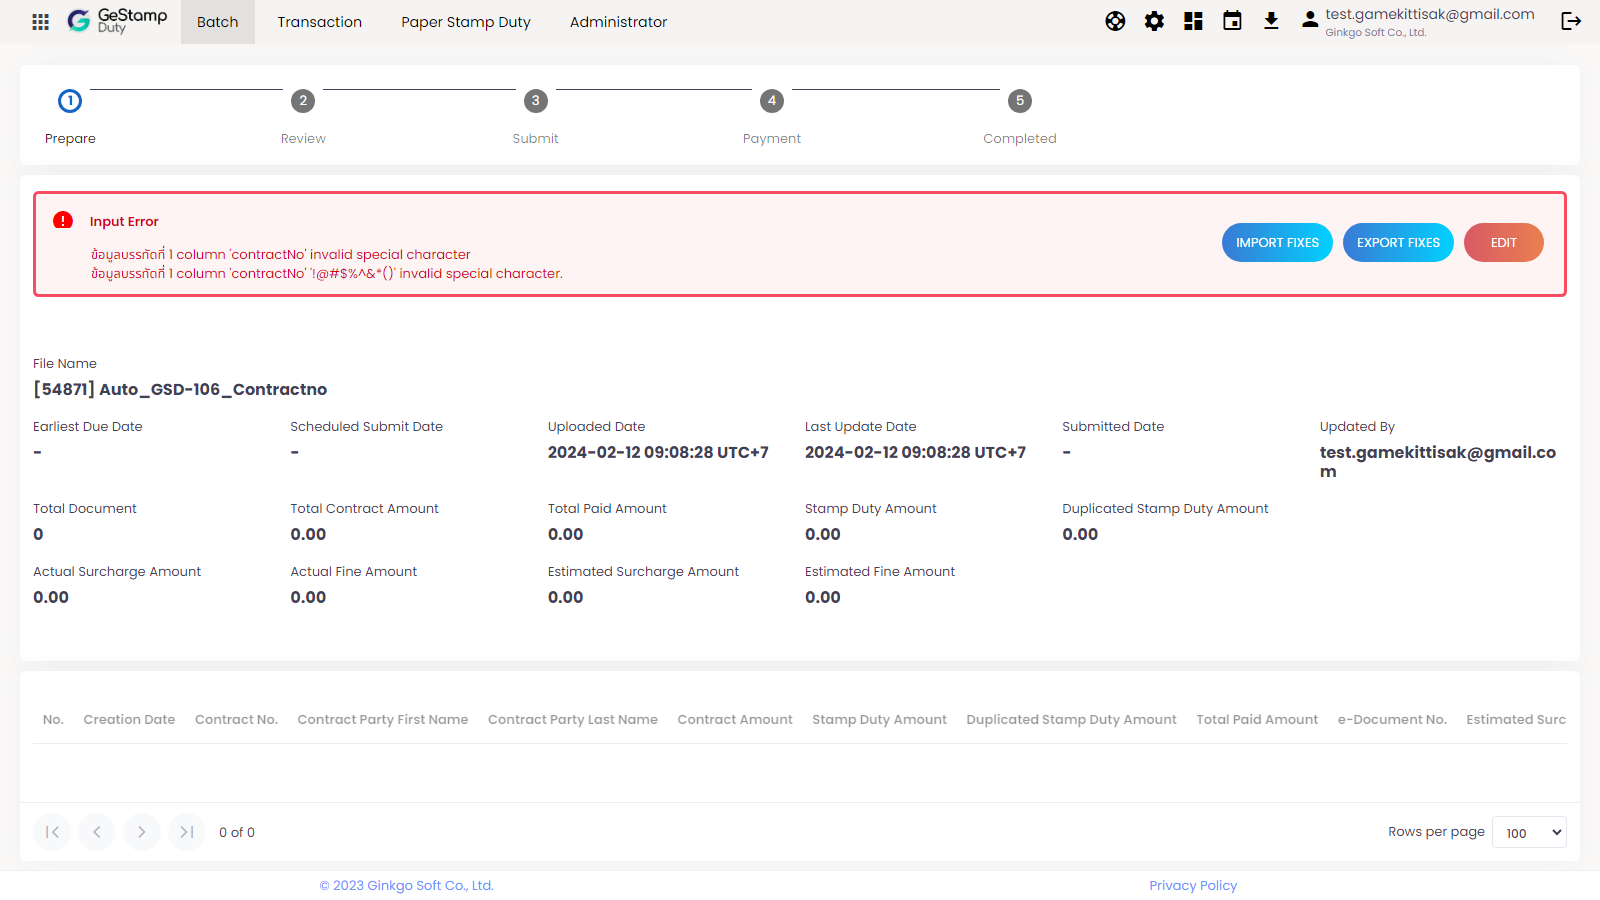 GeStamp
Duty
Batch
Transaction
Paper Stamp Duty
Administrator
test.gamekittisak@gmail.com
Ginkgo Soft Co., Ltd.
1
2
3
4
5
Prepare
Review
Submit
Payment
Completed
Input Error
ข้อมูลบรรทัดที่ 1 column 'contractNo' invalid special character
ข้อมูลบรรทัดที่ 1 column 'contractNo' '!@#$%^&*()' invalid special character.
IMPORT FIXES
EXPORT FIXES
EDIT
File Name
[54871] Auto_GSD-106_Contractno
Earliest Due Date
-
Scheduled Submit Date
-
Uploaded Date
2024-02-12 09:08:28 UTC+7
Last Update Date
2024-02-12 09:08:28 UTC+7
Submitted Date
-
Updated By
test.gamekittisak@gmail.co
m
Total Document
0
Total Contract Amount
0.00
Total Paid Amount
0.00
Stamp Duty Amount
0.00
Duplicated Stamp Duty Amount
0.00
Actual Surcharge Amount
0.00
Actual Fine Amount
0.00
Estimated Surcharge Amount
0.00
Estimated Fine Amount
0.00
No.
Creation Date
Contract No.
Contract Party First Name
Contract Party Last Name
Contract Amount
Stamp Duty Amount
Duplicated Stamp Duty Amount
Total Paid Amount
e-Document No.
Estimated Surc
0 of 0
Rows per page
100
© 2023 Ginkgo Soft Co., Ltd.
Privacy Policy